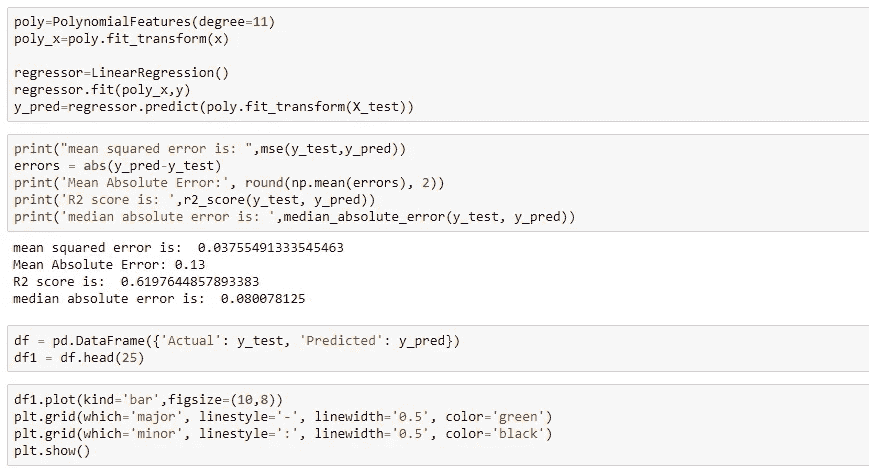 poly=PolynomialFeatures(degree=11)
poly_x=poly.fit_transform(x)
regressor=LinearRegression()
regressor.fit(poly_x,y)
y_pred=regressor.predict(poly.fit_transform(X_test))
print("mean squared error is: ",mse(y_test,y_pred))
errors = abs(y_pred-y_test)
print('Mean Absolute Error:', round(np.mean(errors), 2))
print('R2 score is: ',r2_score(y_test, y_pred))
print('median absolute error is: ',median_absolute_error(y_test, y_pred))
mean squared error is:  0.03755491333545463
Mean Absolute Error: 0.13
R2 score is:  0.6197644857893383
median absolute error is:  0.080078125
df = pd.DataFrame({'Actual': y_test, 'Predicted': y_pred})
df1 = df.head(25)
df1.plot(kind='bar',figsize=(10,8))
plt.grid(which='major', linestyle='-', linewidth='0.5', color='green')
plt.grid(which='minor', linestyle=':', linewidth='0.5', color='black')
plt.show()